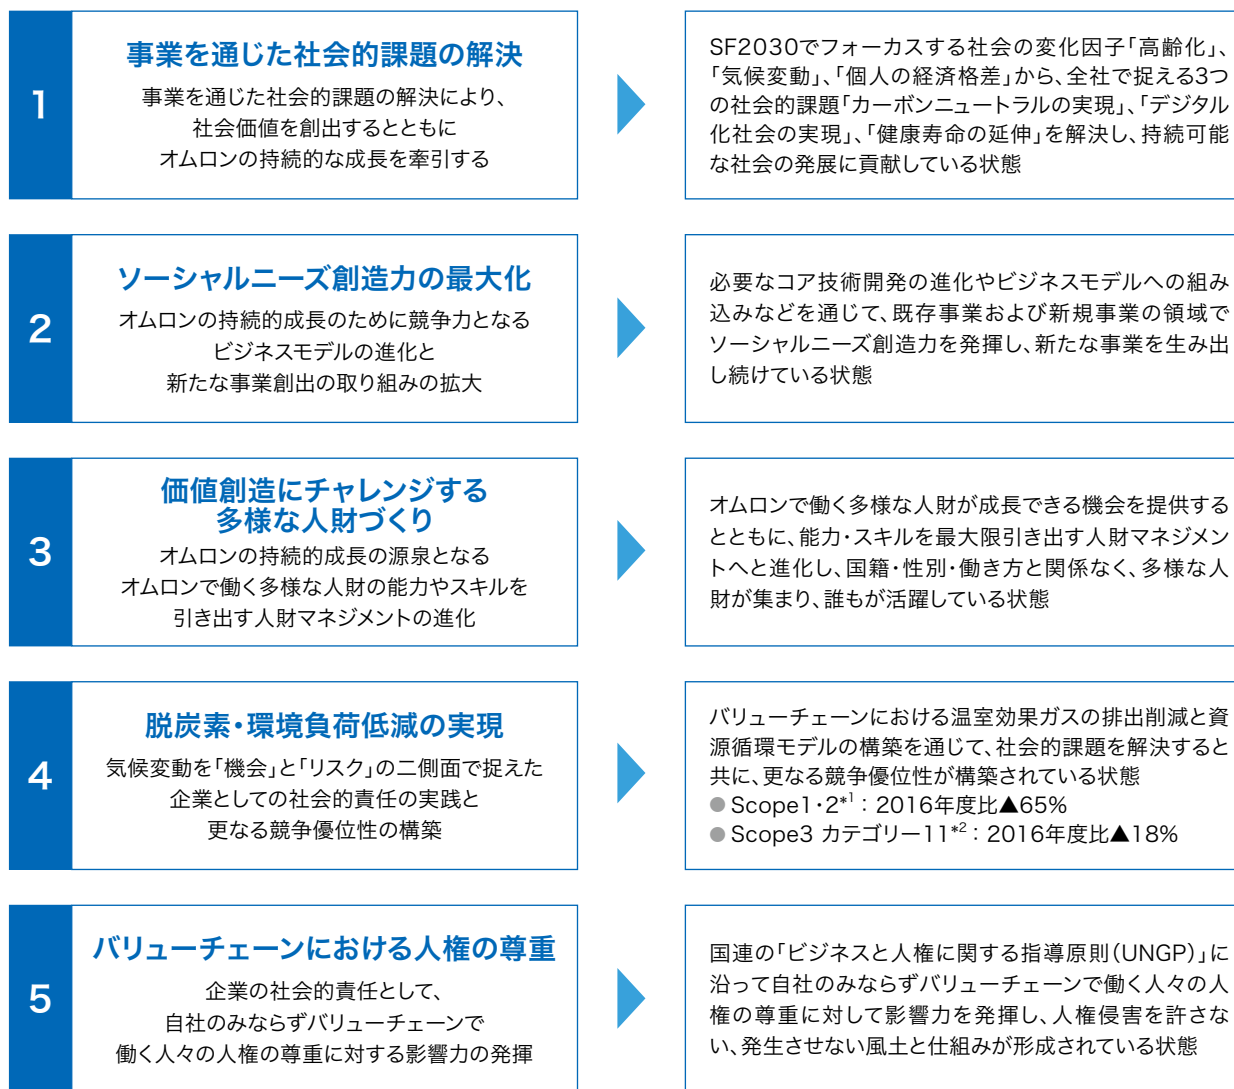 1
事業を通じた社会的課題の解決
事業を通じた社会的課題の解決により、
社会価値を創出するとともに
オムロンの持続的な成長を牽引する
SF2030でフォーカスする社会の変化因子「高齢化」、
「気候変動」、「個人の経済格差」から、全社で捉える3つ
の社会的課題「カーボンニュートラルの実現」、「デジタル
化社会の実現」、「健康寿命の延伸」を解決し、持続可能
な社会の発展に貢献している状態
2
ソーシャルニーズ創造力の最大化
オムロンの持続的成長のために競争力となる
ビジネスモデルの進化と
新たな事業創出の取り組みの拡大
必要なコア技術開発の進化やビジネスモデルへの組み
込みなどを通じて、既存事業および新規事業の領域で
ソーシャルニーズ創造力を発揮し、新たな事業を生み出
し続けている状態
3
価値創造にチャレンジする
多様な人財づくり
オムロンの持続的成長の源泉となる
オムロンで働く多様な人財の能力やスキルを
引き出す人財マネジメントの進化
オムロンで働く多様な人財が成長できる機会を提供する
とともに、能力・スキルを最大限引き出す人財マネジメン
トへと進化し、国籍・性別・働き方と関係なく、多様な人
財が集まり、誰もが活躍している状態
4
脱炭素・環境負荷低減の実現
気候変動を「機会」と「リスク」の二側面で捉えた
企業としての社会的責任の実践と
更なる競争優位性の構築
バリューチェーンにおける温室効果ガスの排出削減と資
源循環モデルの構築を通じて、社会的課題を解決すると
共に、更なる競争優位性が構築されている状態
● Scope1・2*1：2016年度比▲65%
● Scope3 カテゴリー11*2：2016年度比▲18%
5
バリューチェーンにおける人権の尊重
企業の社会的責任として、
自社のみならずバリューチェーンで
働く人々の人権の尊重に対する影響力の発揮
国連の「ビジネスと人権に関する指導原則(UNGP)」に
沿って自社のみならずバリューチェーンで働く人々の人
権の尊重に対して影響力を発揮し、人権侵害を許さな
い、発生させない風土と仕組みが形成されている状態